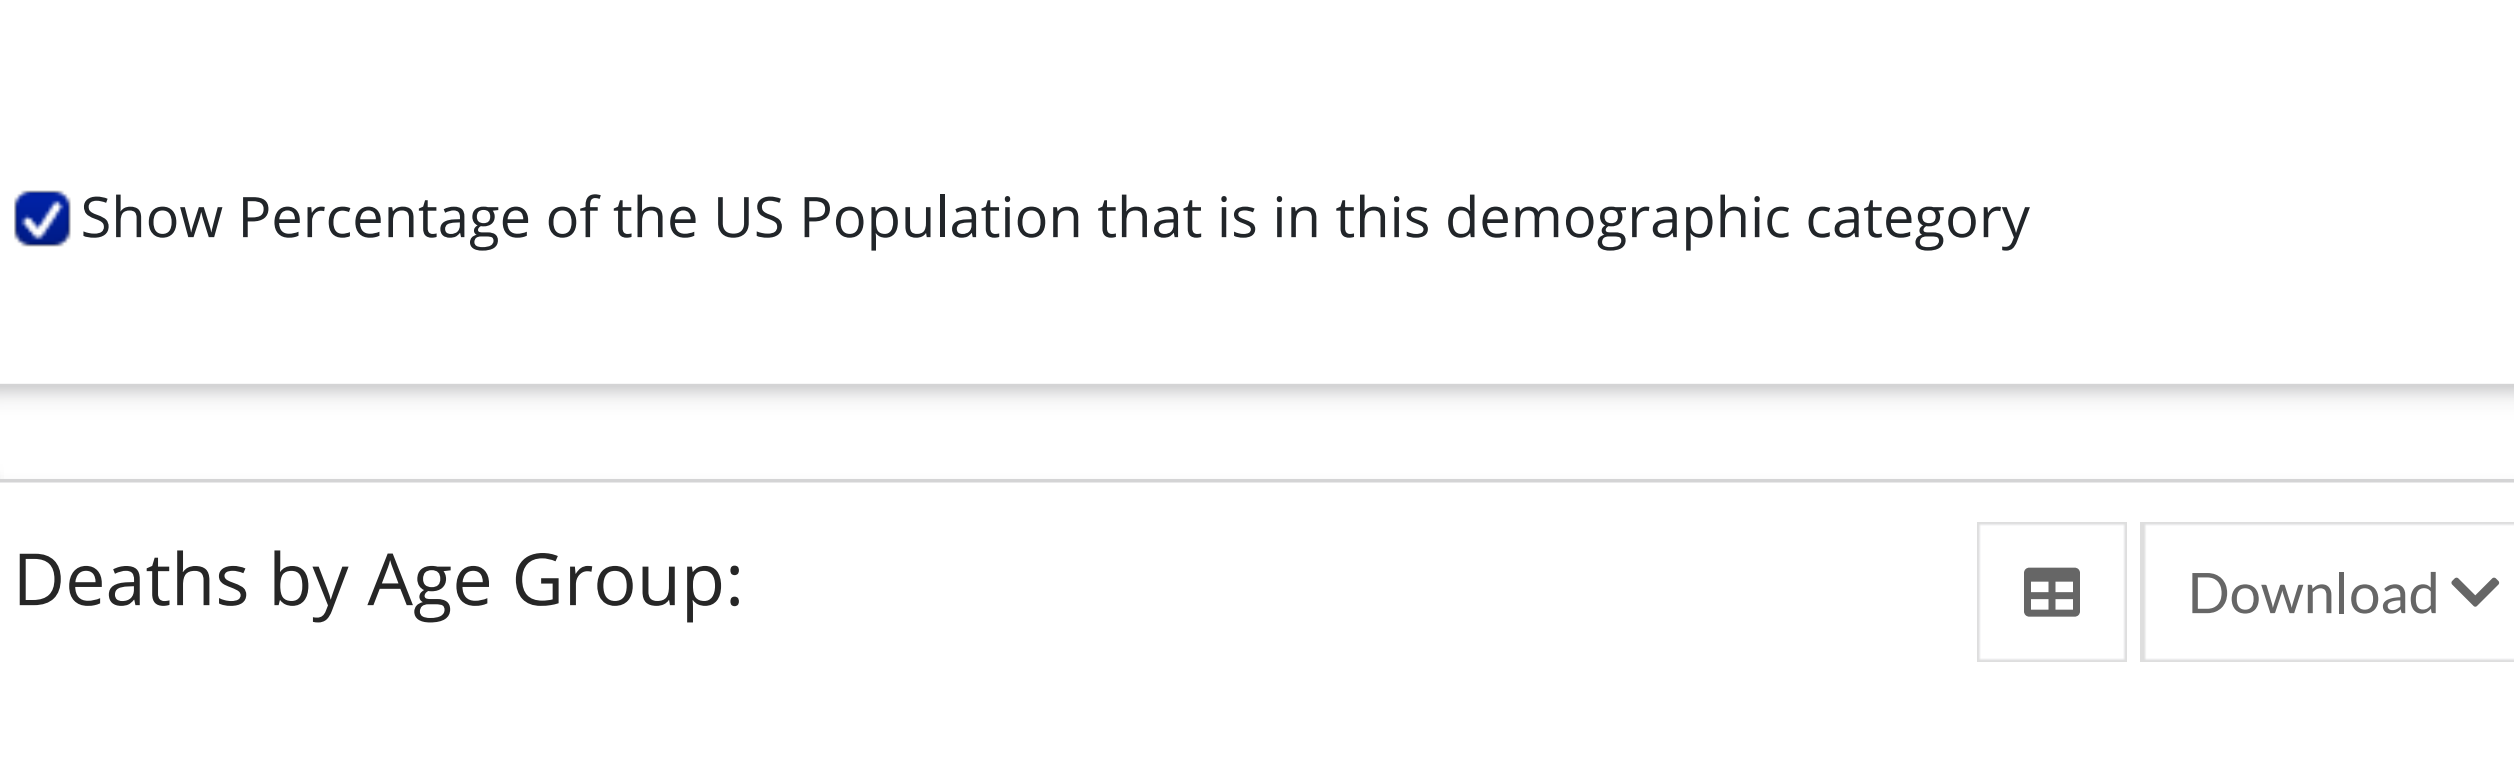 Show Percentage of the US Population that is in this demographic category
Deaths by Age Group:
Download